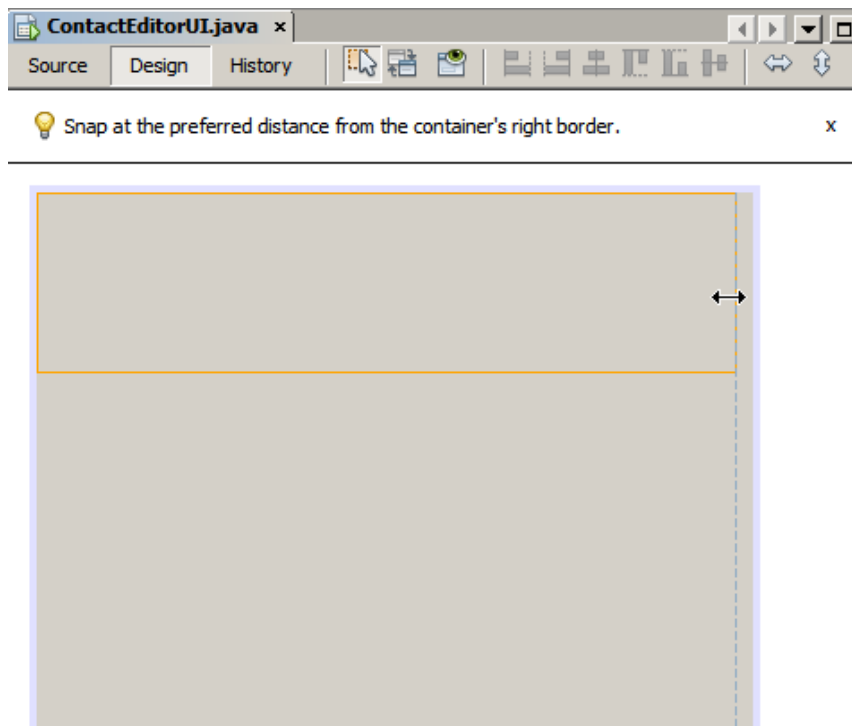 ContactEditorUI.java x
Source Design History
Snap at the preferred distance from the container's right border. x